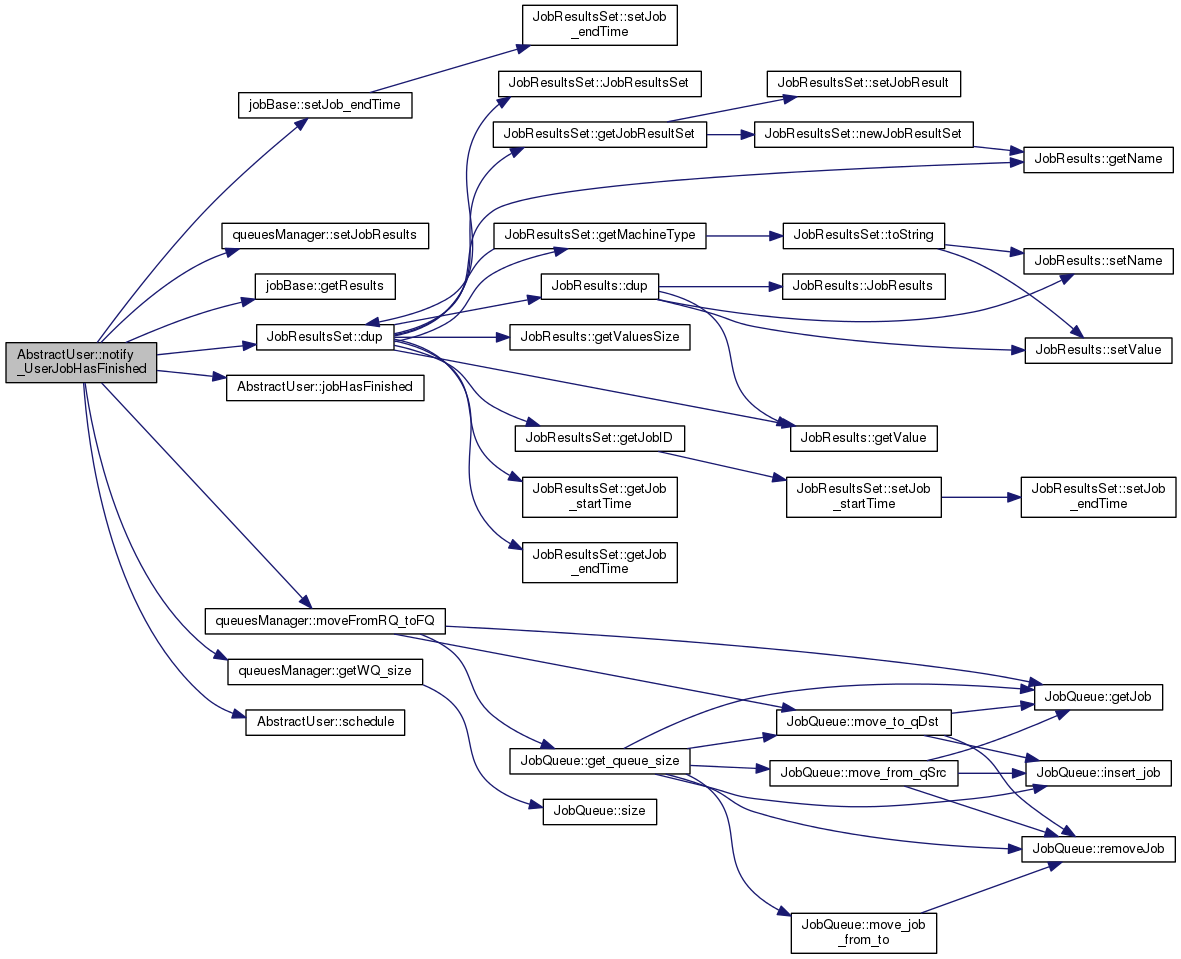 AbstractUser::notify
_UserJobHasFinished
jobBase::setJob_endTime
queuesManager::setJobResults
jobBase::getResults
JobResultsSet::dup
AbstractUser::jobHasFinished
queuesManager::moveFromRQ_toFQ
queuesManager::getWQ_size
AbstractUser::schedule
JobResultsSet::setJob
_endTime
JobResultsSet::JobResultsSet
JobResultsSet::getJobResultSet
JobResultsSet::getMachineType
JobResults::dup
JobResults::getValuesSize
JobResultsSet::getJobID
JobResultsSet::getJob
_startTime
JobResultsSet::getJob
_endTime
JobQueue::get_queue_size
JobQueue::size
JobResultsSet::setJobResult
JobResultsSet::newJobResultSet
JobResultsSet::toString
JobResults::JobResults
JobResults::getValue
JobResultsSet::setJob
_startTime
JobQueue::move_to_qDst
JobQueue::move_from_qSrc
JobQueue::move_job
_from_to
JobResults::getName
JobResults::setName
JobResults::setValue
JobResultsSet::setJob
_endTime
JobQueue::getJob
JobQueue::insert_job
JobQueue::removeJob